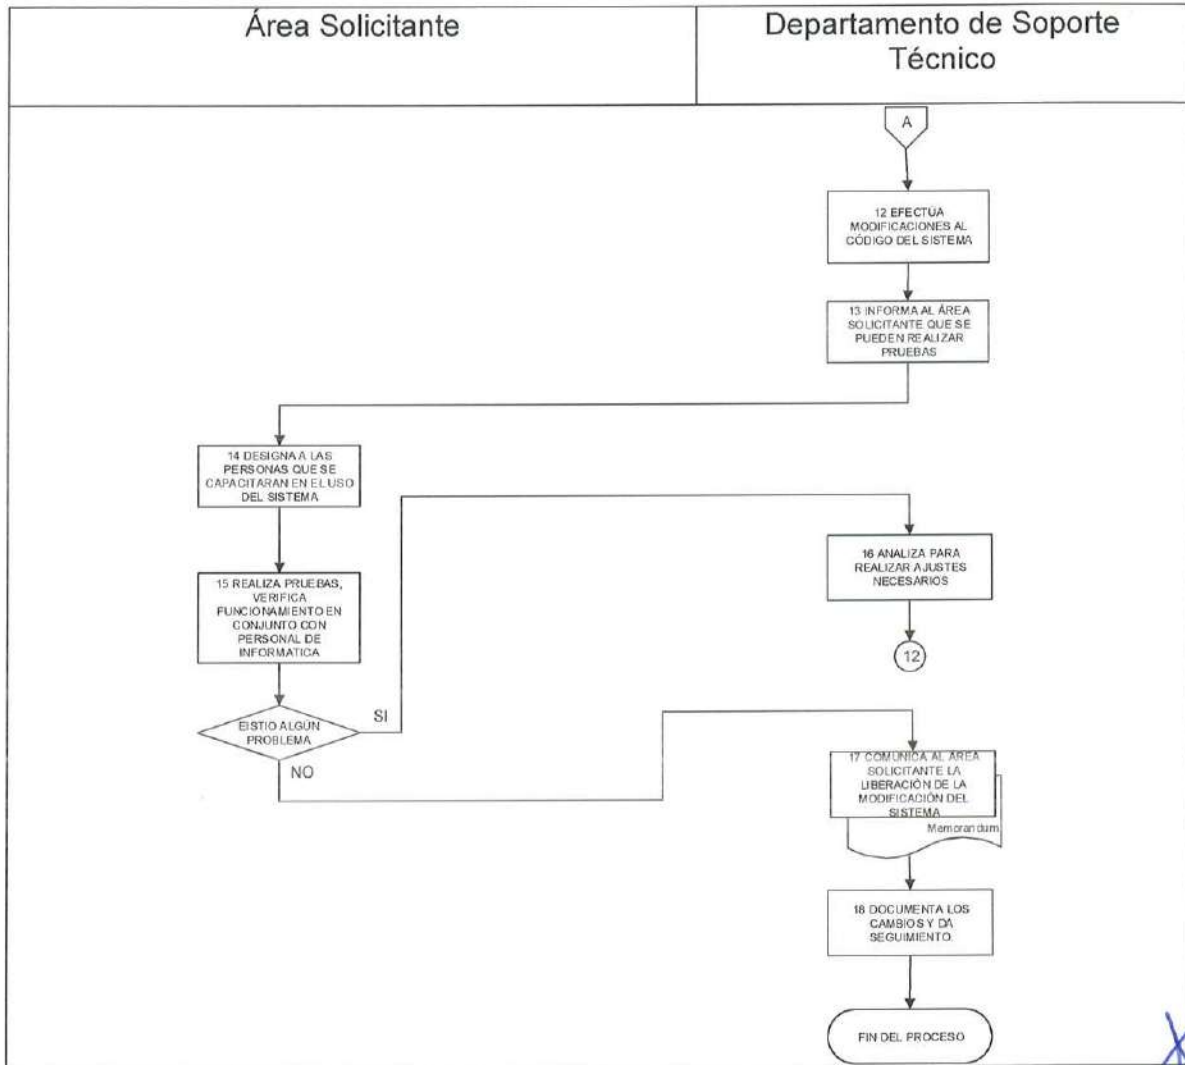 Área Solicitante
Departamento de Soporte
Técnico
A
12 EFECTÚA
MODIFICACIONES AL
CÓDIGO DEL SISTEMA
13 INFORMA AL ÁREA
SOLICITANTE QUE SE
PUEDEN REALIZAR
PRUEBAS
14 DESIGNA A LAS
PERSONAS QUE SE
CAPACITARAN EN EL USO
DEL SISTEMA
15 REALIZA PRUEBAS,
VERIFICA
FUNCIONAMIENTO EN
CONJUNTO CON
PERSONAL DE
INFORMATICA
16 ANALIZA PARA
REALIZAR AJUSTES
NECESARIOS
12
EISTIO ALGÚN
PROBLEMA
SI
NO
17 COMUNICA AL ÁREA
SOLICITANTE LA
LIBERACIÓN DE LA
MODIFICACIÓN DEL
SISTEMA
Memorandum
18 DOCUMENTA LOS
CAMBIOS Y DA
SEGUIMIENTO.
FIN DEL PROCESO